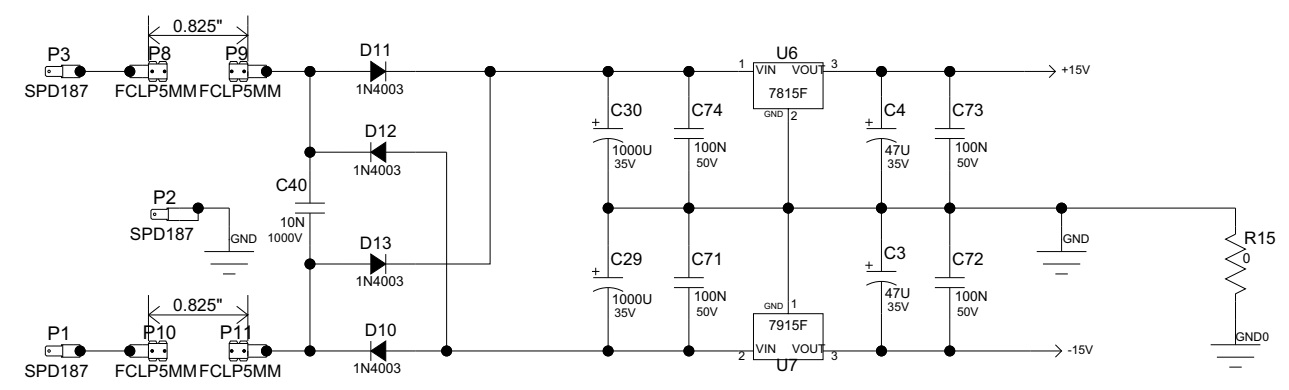 0.825"
P3
SPD187
P8
FCLP5MM
P9
FCLP5MM
D11
1N4003
D12
1N4003
C40
10N
1000V
P2
SPD187
GND
D13
1N4003
0.825"
P1
SPD187
P10
FCLP5MM
P11
FCLP5MM
D10
1N4003
+
C30
1000U
35V
C74
100N
50V
U6
1 VIN VOUT 3
7815F
GND 2
+
C4
47U
35V
C73
100N
50V
+15V
+
C29
1000U
35V
C71
100N
50V
GND 1
7915F
2 VIN VOUT 3
U7
+
C3
47U
35V
C72
100N
50V
GND
-15V
R15
0
GND0